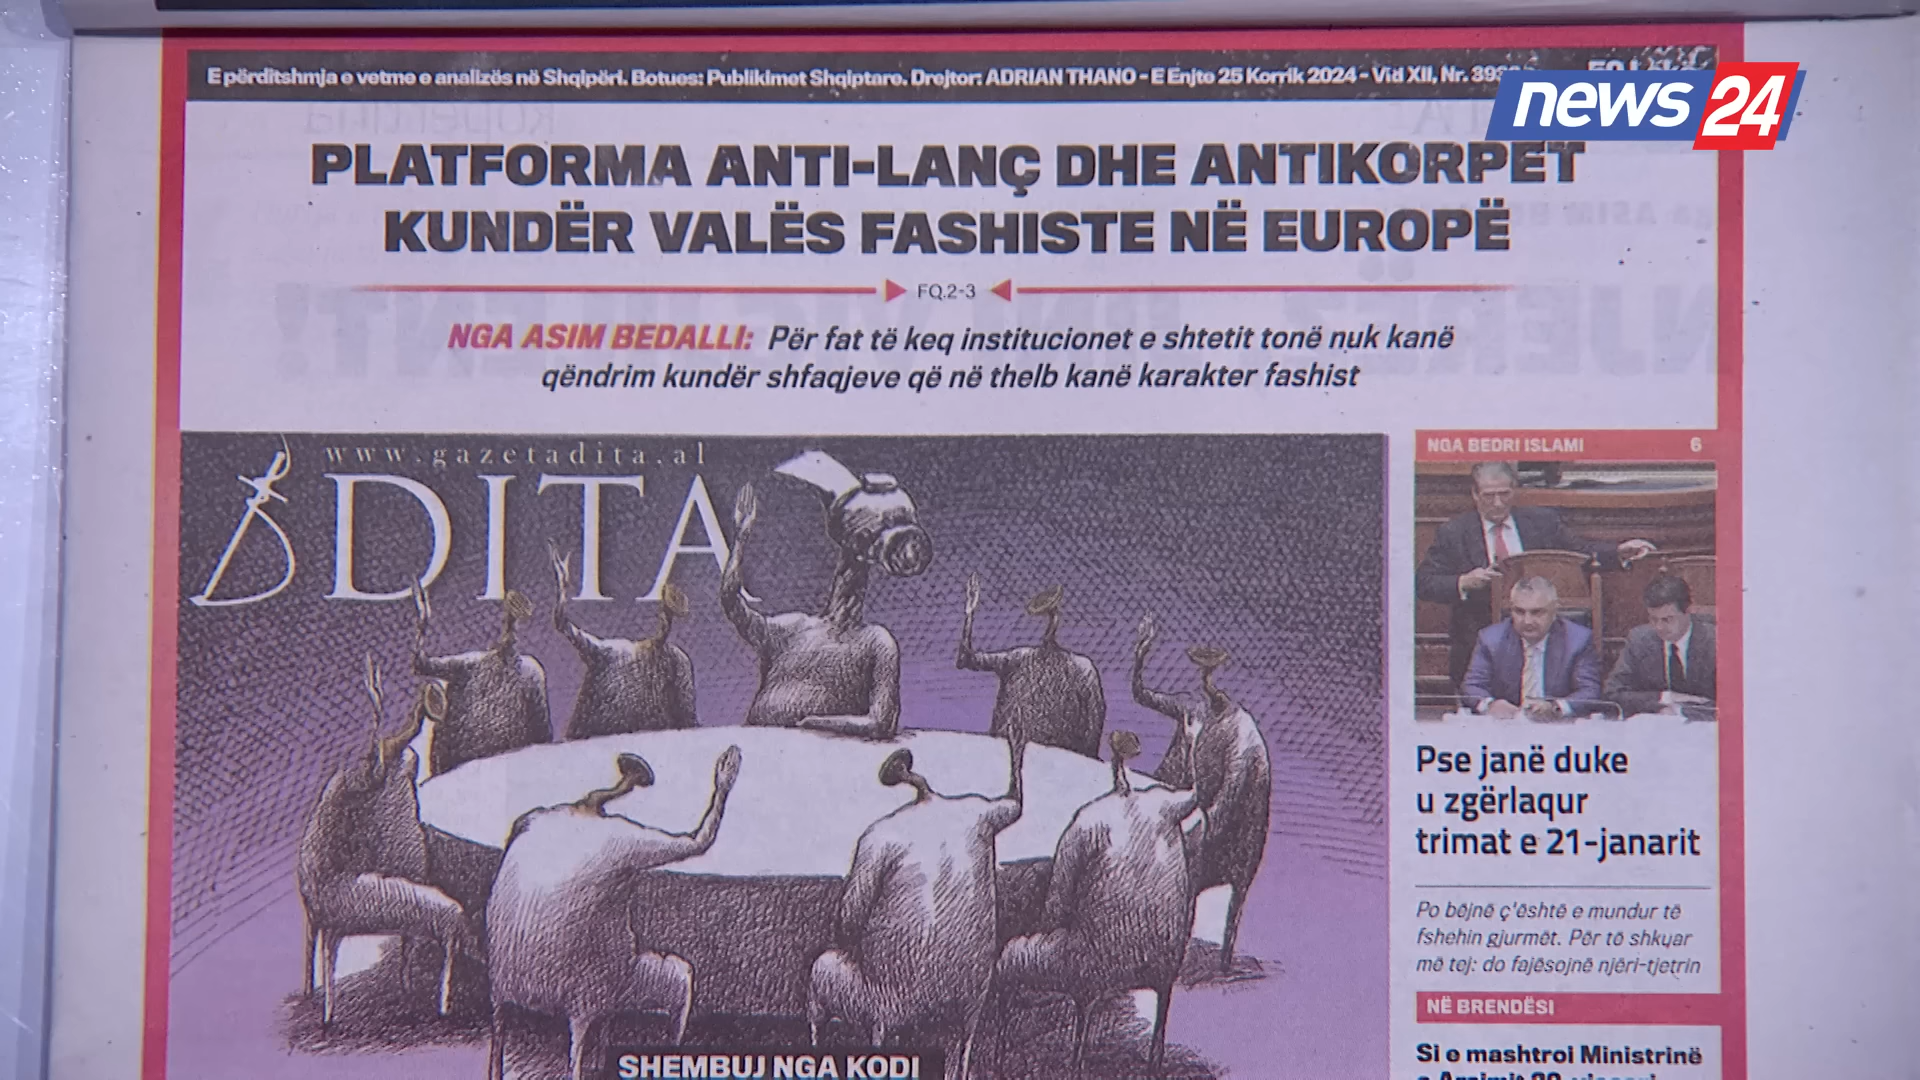 E përditshmja e vetme e analizës në Shqipëri. Botues: Publikimet Shqiptare. Drejtor: ADRIAN THANO - E Enjte 25 Korrik 2024 - Viti XII, Nr.
news 24
PLATFORMA ANTI-LANÇ DHE ANTIKORPET
KUNDËR VALËS FASHISTE NË EUROPË
FQ.2-3
NGA ASIM BEDALLI: Për fat të keq institucionet e shtetit tonë nuk kanë
qëndrim kundër shfaqjeve që në thelb kanë karakter fashist
www.gazetadita.al
DITA
SHEMBUJ NGA KODI
NGA BEDRI ISLAMI 6
Pse janë duke
u zgërlaqur
trimat e 21-janarit
Po bëjnë ç'është e mundur të
fshehin gjurmët. Për të shkuar
më tej: do fajësojnë njëri-tjetrin
NË BRENDËSI
Si e mashtroi Ministrinë